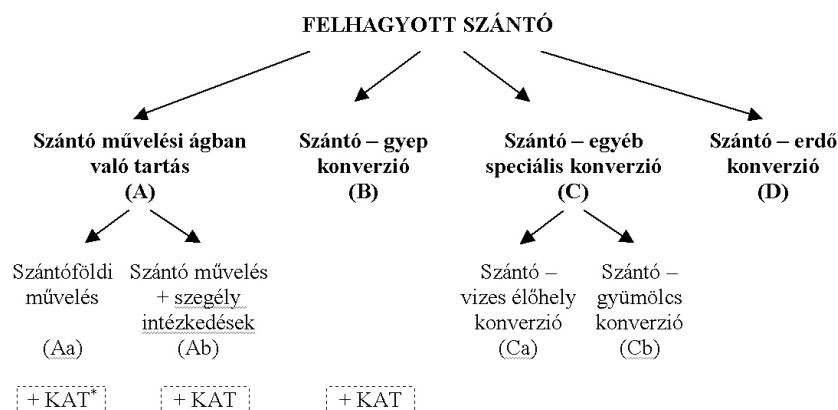 FELHAGYOTT SZÁNTÓ
Szántó művelési ágban
való tartás
(A)
Szántó – gyep
konverzió
(B)
Szántó – egyéb
speciális konverzió
(C)
Szántó – erdő
konverzió
(D)
Szántóföldi
művelés
(Aa)
Szántó művelés
+ szegély
intézkedések
(Ab)
Szántó –
vizes élőhely
konverzió
(Ca)
Szántó –
gyümölcs
konverzió
(Cb)
+ KAT*
+ KAT
+ KAT